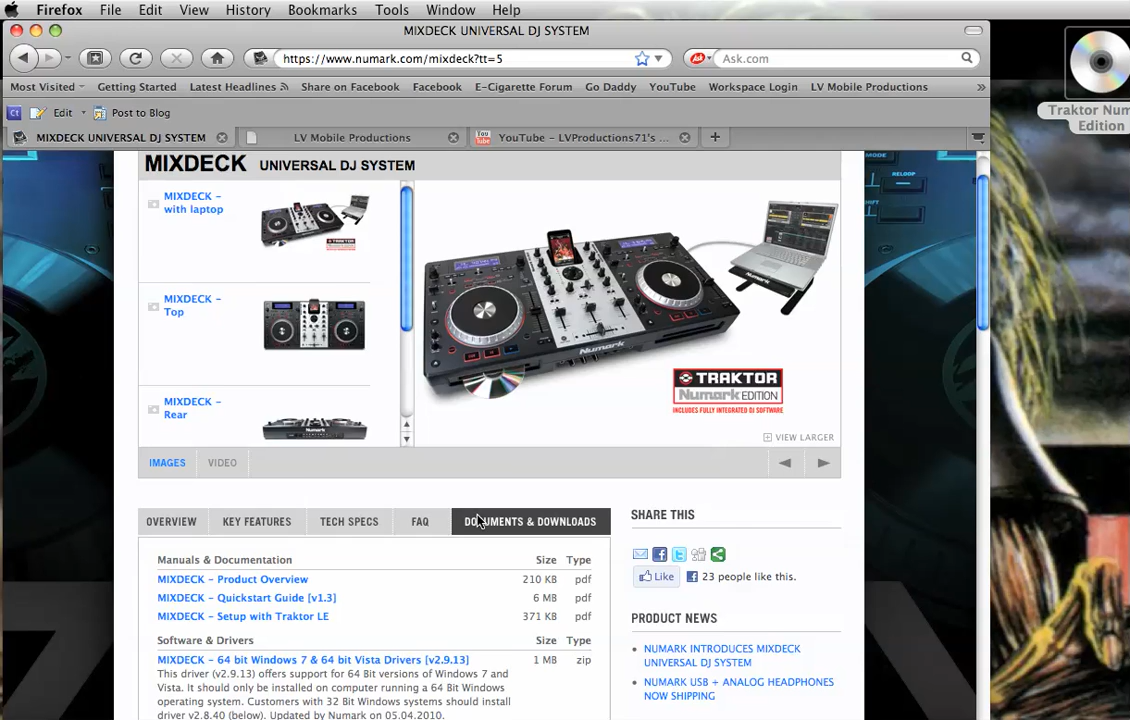 Firefox File Edit View History Bookmarks Tools Window Help
MIXDECK UNIVERSAL DJ SYSTEM
https://www.numark.com/mixdeck?tt=5
Ask
Ask.com
Most Visited Getting Started Latest Headlines Share on Facebook Facebook E-Cigarette Forum Go Daddy YouTube Workspace Login LV Mobile Productions »
Ct Edit Post to Blog
MIXDECK UNIVERSAL DJ SYSTEM LV Mobile Productions You Tube YouTube – LVProductions71's ...
Traktor Num
Edition
MODE
RELOOP
SHIFT
MIXDECK UNIVERSAL DJ SYSTEM
MIXDECK –
with laptop
MIXDECK –
Top
MIXDECK –
Rear
Numark
Numark
TRAKTOR
Numark EDITION
INCLUDES FULLY INTEGRATED DJ SOFTWARE
VIEW LARGER
IMAGES VIDEO
OVERVIEW KEY FEATURES TECH SPECS FAQ DOCUMENTS & DOWNLOADS
Manuals & Documentation Size Type
MIXDECK – Product Overview 210 KB pdf
MIXDECK – Quickstart Guide [v1.3] 6 MB pdf
MIXDECK – Setup with Traktor LE 371 KB pdf
Software & Drivers Size Type
MIXDECK – 64 bit Windows 7 & 64 bit Vista Drivers [v2.9.13] 1 MB zip
This driver (v2.9.13) offers support for 64 Bit versions of Windows 7 and
Vista. It should only be installed on computer running a 64 Bit Windows
operating system. Customers with 32 Bit Windows systems should install
driver v2.8.40 (below). Updated by Numark on 05.04.2010.
SHARE THIS
Like 23 people like this.
PRODUCT NEWS
NUMARK INTRODUCES MIXDECK
UNIVERSAL DJ SYSTEM
NUMARK USB + ANALOG HEADPHONES
NOW SHIPPING